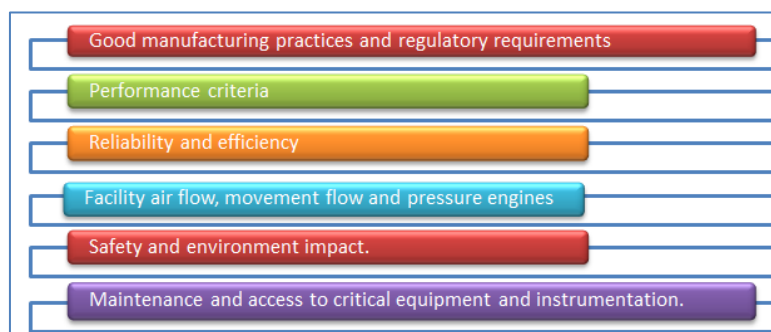 Good manufacturing practices and regulatory requirements
Performance criteria
Reliability and efficiency
Facility air flow, movement flow and pressure engines
Safety and environment impact.
Maintenance and access to critical equipment and instrumentation.